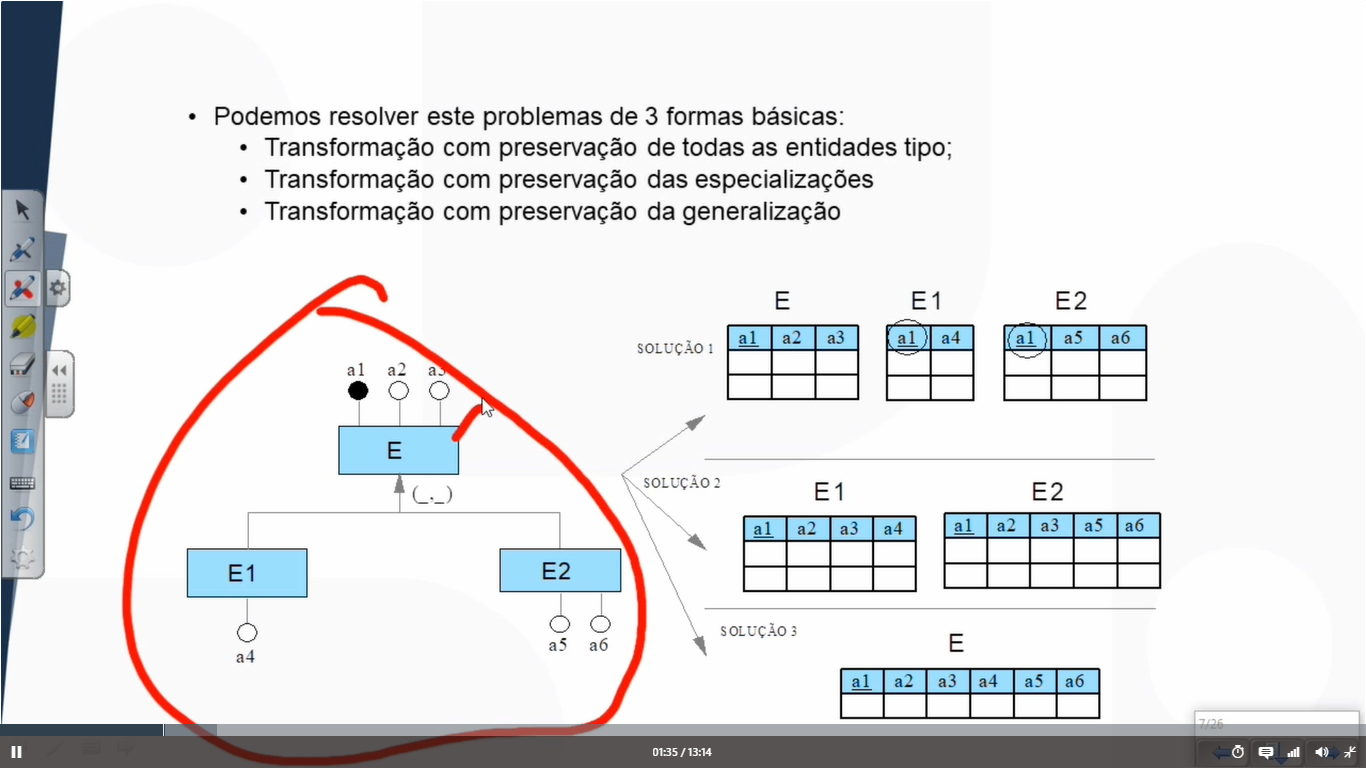 • Podemos resolver este problemas de 3 formas básicas:
• Transformação com preservação de todas as entidades tipo;
• Transformação com preservação das especializações
• Transformação com preservação da generalização
a1 a2 a3
E
(_,_)
E1
E2
a4
a5 a6
SOLUÇÃO 1
E E1 E2
a1 a2 a3 a1 a4 a1 a5 a6
SOLUÇÃO 2
E1 E2
a1 a2 a3 a4 a1 a2 a3 a5 a6
SOLUÇÃO 3
E
a1 a2 a3 a4 a5 a6
7/26
01:35 / 13:14